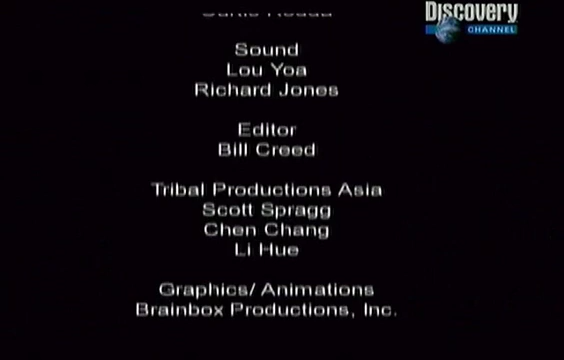 Discovery
CHANNEL
Sound
Lou Yoa
Richard Jones
Editor
Bill Creed
Tribal Productions Asia
Scott Spragg
Chen Chang
Li Hue
Graphics/ Animations
Brainbox Productions, Inc.